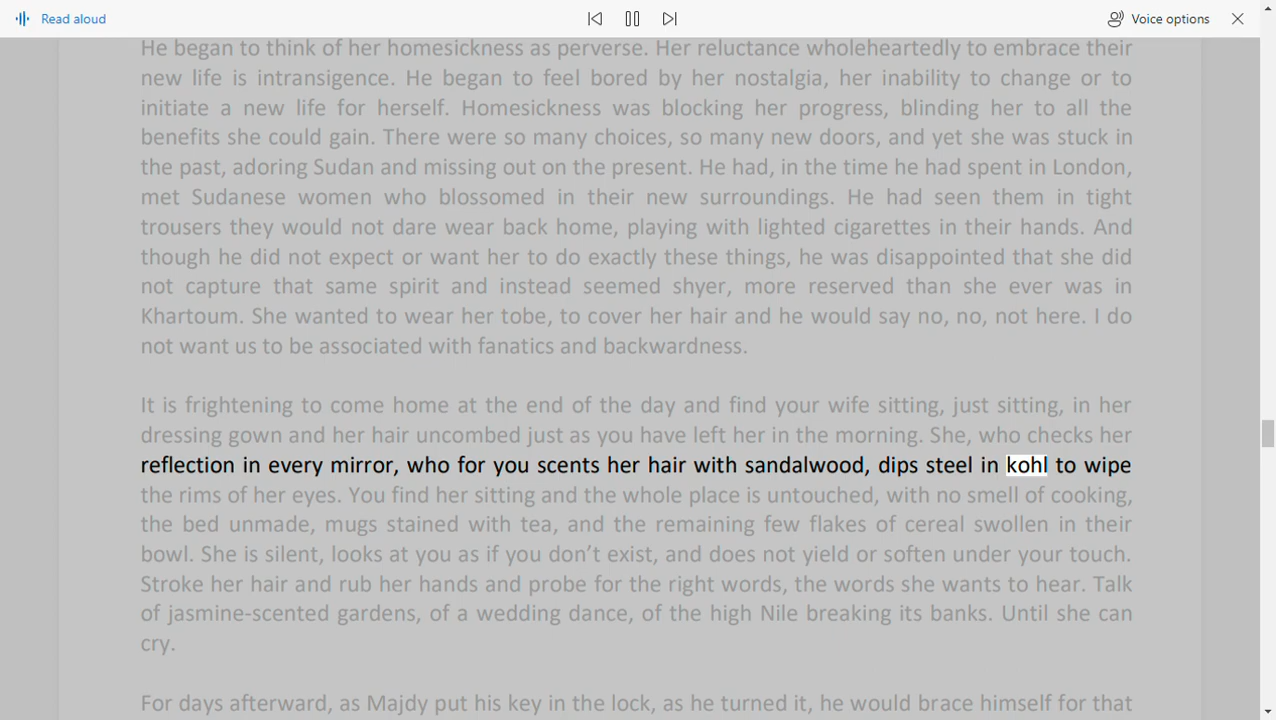 Read aloud
Voice options
He began to think of her homesickness as perverse. Her reluctance wholeheartedly to embrace their
new life is intransigence. He began to feel bored by her nostalgia, her inability to change or to
initiate a new life for herself. Homesickness was blocking her progress, blinding her to all the
benefits she could gain. There were so many choices, so many new doors, and yet she was stuck in
the past, adoring Sudan and missing out on the present. He had, in the time he had spent in London,
met Sudanese women who blossomed in their new surroundings. He had seen them in tight
trousers they would not dare wear back home, playing with lighted cigarettes in their hands. And
though he did not expect or want her to do exactly these things, he was disappointed that she did
not capture that same spirit and instead seemed shyer, more reserved than she ever was in
Khartoum. She wanted to wear her tobe, to cover her hair and he would say no, no, not here. I do
not want us to be associated with fanatics and backwardness.
It is frightening to come home at the end of the day and find your wife sitting, just sitting, in her
dressing gown and her hair uncombed just as you have left her in the morning. She, who checks her
reflection in every mirror, who for you scents her hair with sandalwood, dips steel in kohl to wipe
the rims of her eyes. You find her sitting and the whole place is untouched, with no smell of cooking,
the bed unmade, mugs stained with tea, and the remaining few flakes of cereal swollen in their
bowl. She is silent, looks at you as if you don’t exist, and does not yield or soften under your touch.
Stroke her hair and rub her hands and probe for the right words, the words she wants to hear. Talk
of jasmine-scented gardens, of a wedding dance, of the high Nile breaking its banks. Until she can
cry.
For days afterward, as Majdy put his key in the lock, as he turned it, he would brace himself for that